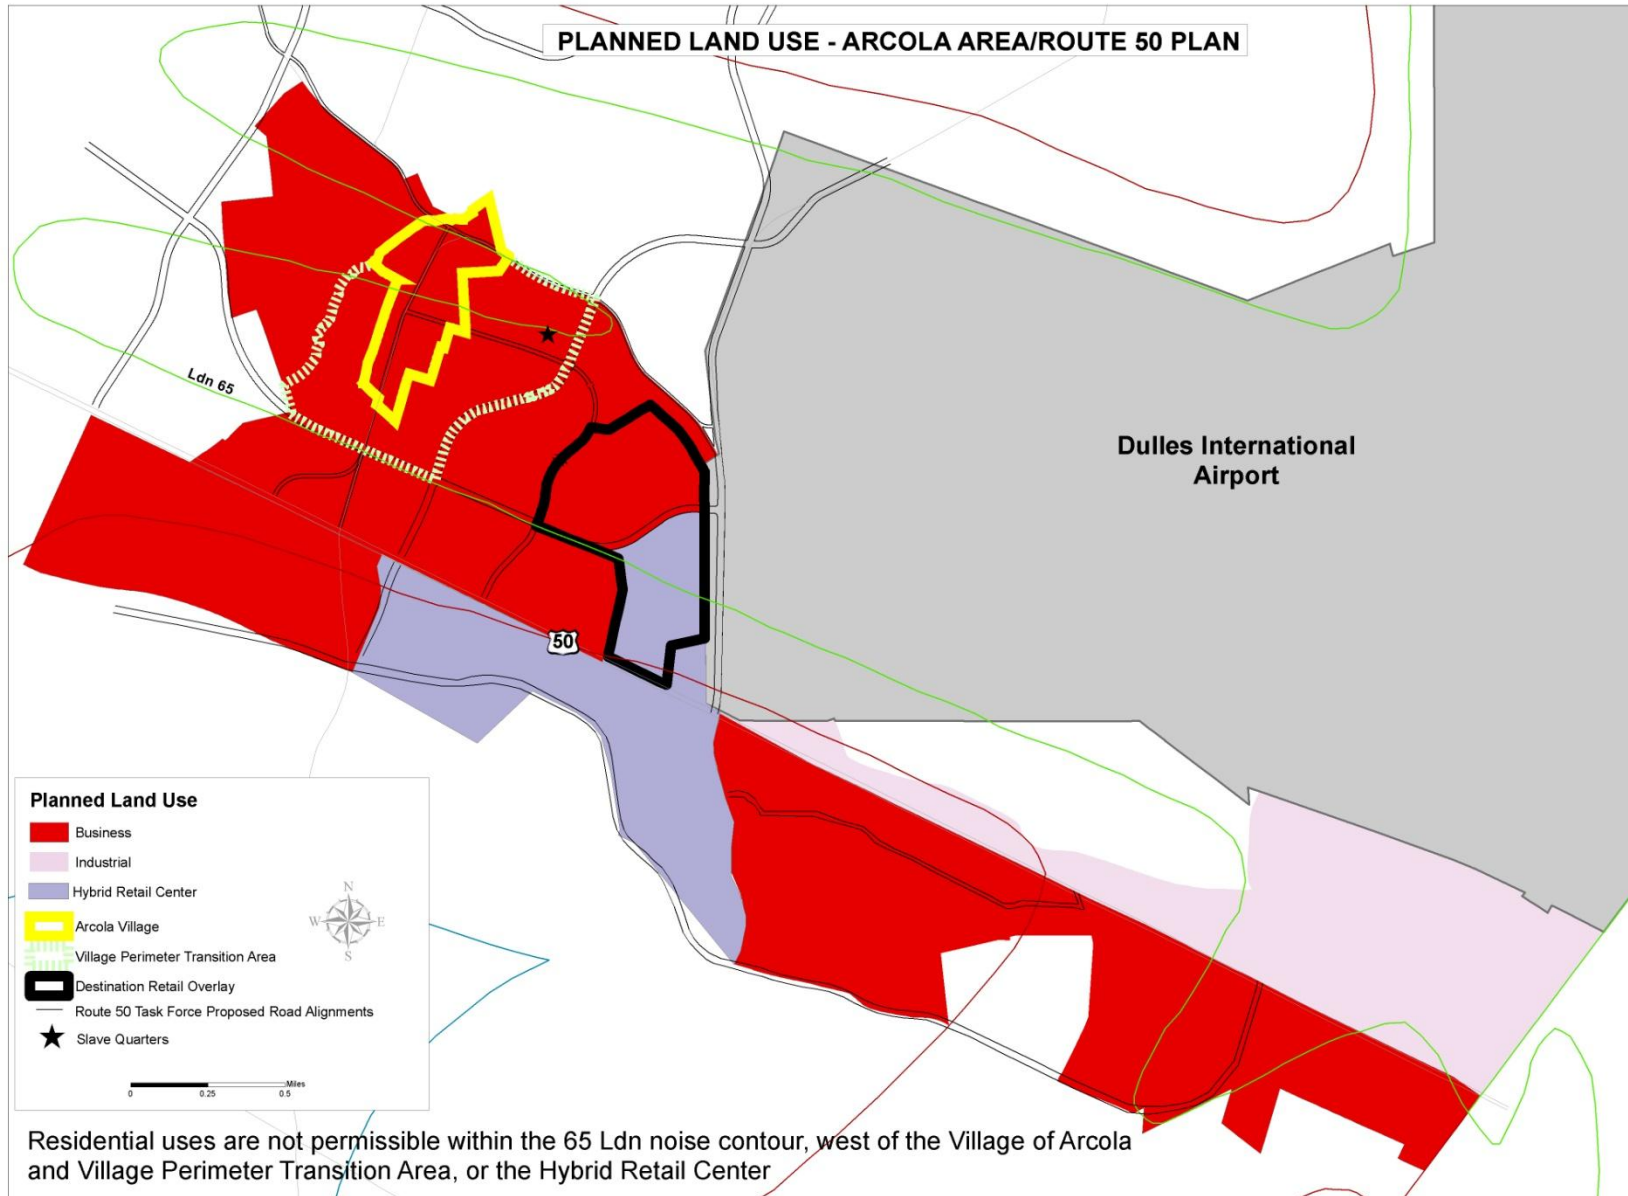 PLANNED LAND USE - ARCOLA AREA/ROUTE 50 PLAN
Ldn 65
Dulles International
Airport
50
Planned Land Use
Business
Industrial
Hybrid Retail Center
Arcola Village
Village Perimeter Transition Area
Destination Retail Overlay
Route 50 Task Force Proposed Road Alignments
Slave Quarters
N
W E
S
Miles
0 0.25 0.5
Residential uses are not permissible within the 65 Ldn noise contour, west of the Village of Arcola
and Village Perimeter Transition Area, or the Hybrid Retail Center